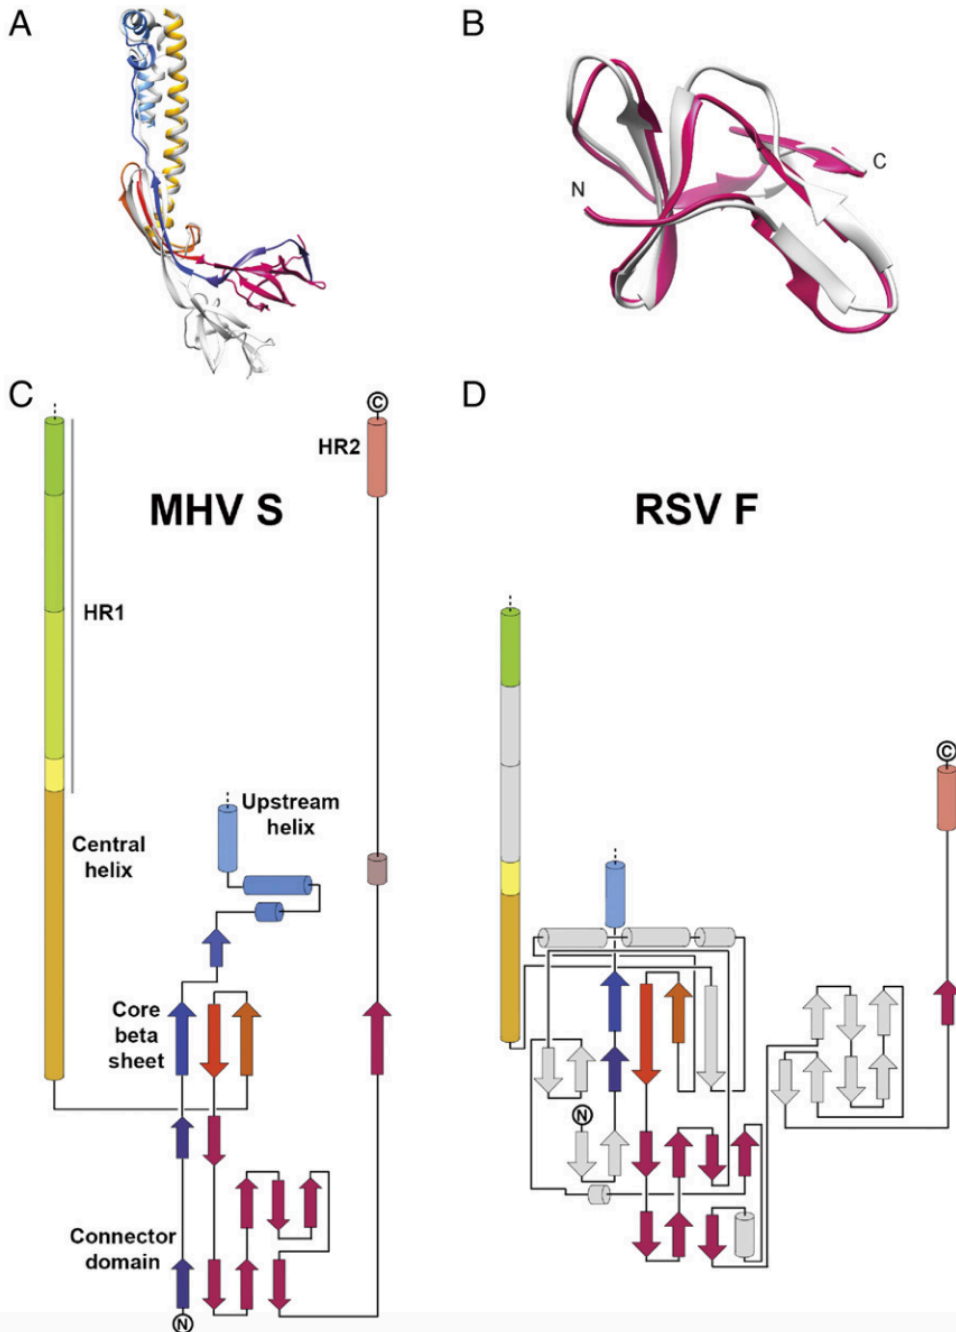 A
B
N
C
C
D
C
HR2
MHV S
RSV F
HR1
C
Upstream
helix
Central
helix
Core
beta
sheet
N
Connector
domain
N